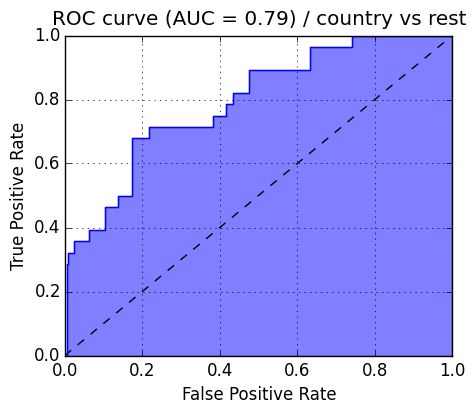 ROC curve (AUC = 0.79) / country vs rest
1.0
0.8
0.6
0.4
0.2
0.0
True Positive Rate
0.0 0.2 0.4 0.6 0.8 1.0
False Positive Rate